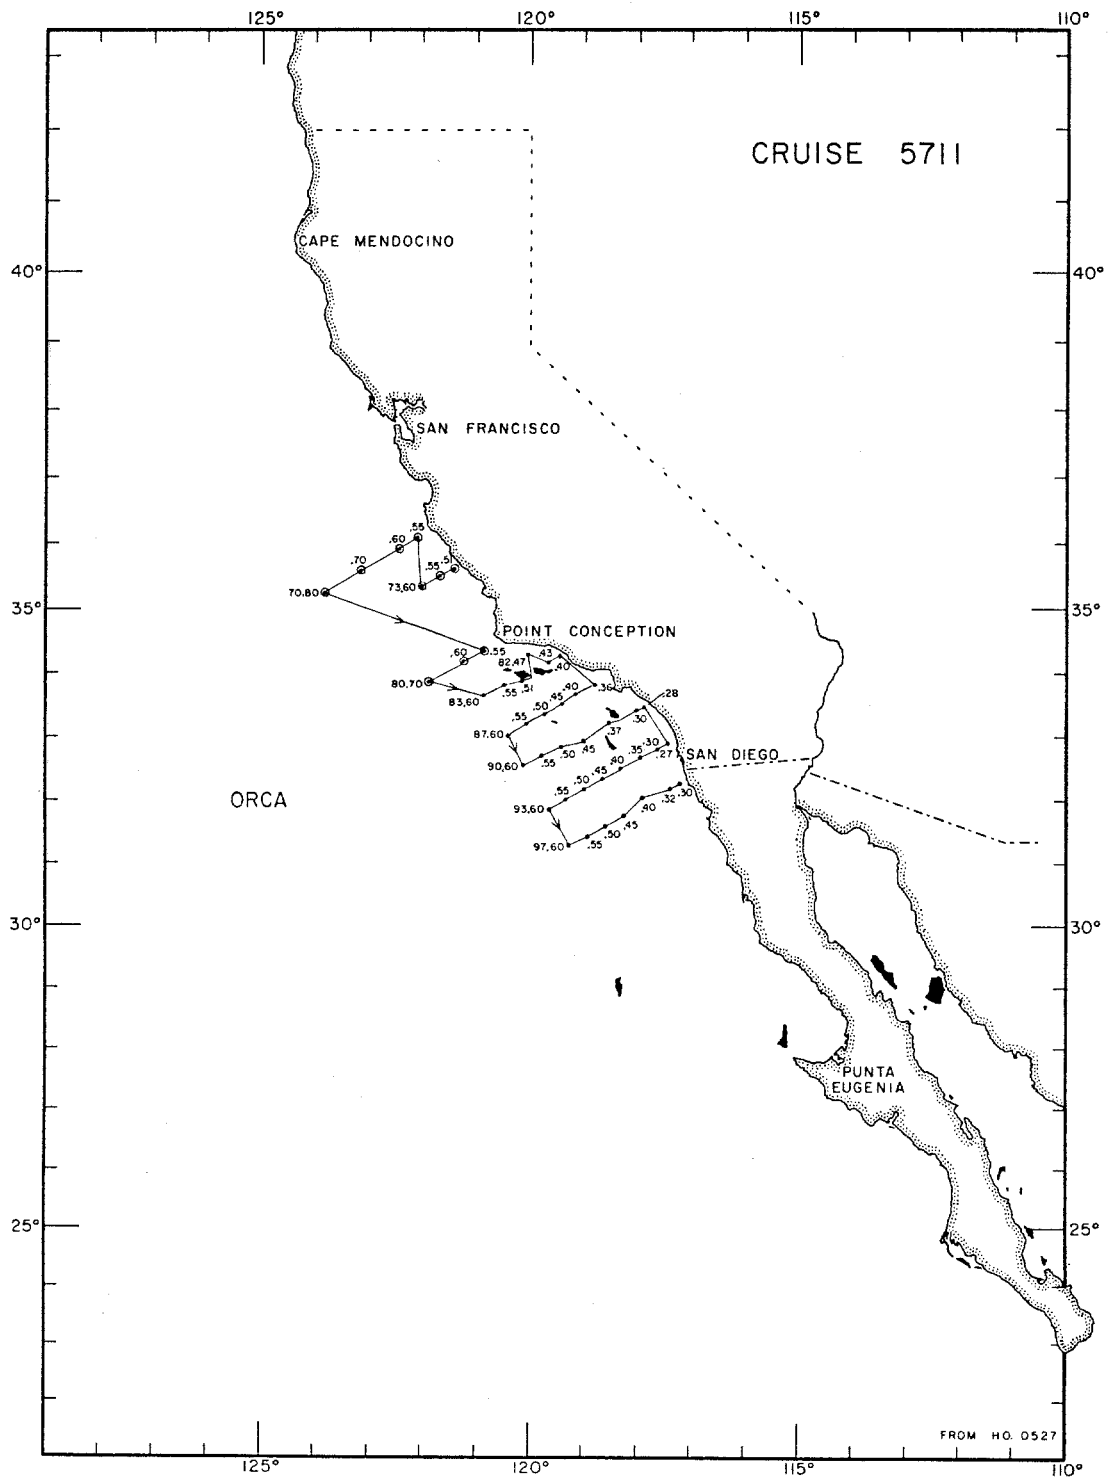 125° 120° 115° 110°
CRUISE 5711
CAPE MENDOCINO
40° 40°
SAN FRANCISCO
.55
.60
.70
.55 .51
73,60
70,80
35° 35°
POINT CONCEPTION
.60 .55
82,47 .43 .40
80,70
83,60 .55 .51
.40 .36
.55 .50 .45
.28
87,60
.37 .30
90,60 .55 .50 .45
SAN DIEGO
.55 .50 .45 .40 .35 .30 .27
ORCA
93,60
.40 .32 .30
97,60 .55 .50 .45
30° 30°
PUNTA
EUGENIA
25° 25°
FROM H.O. 0527
125° 120° 115° 110°